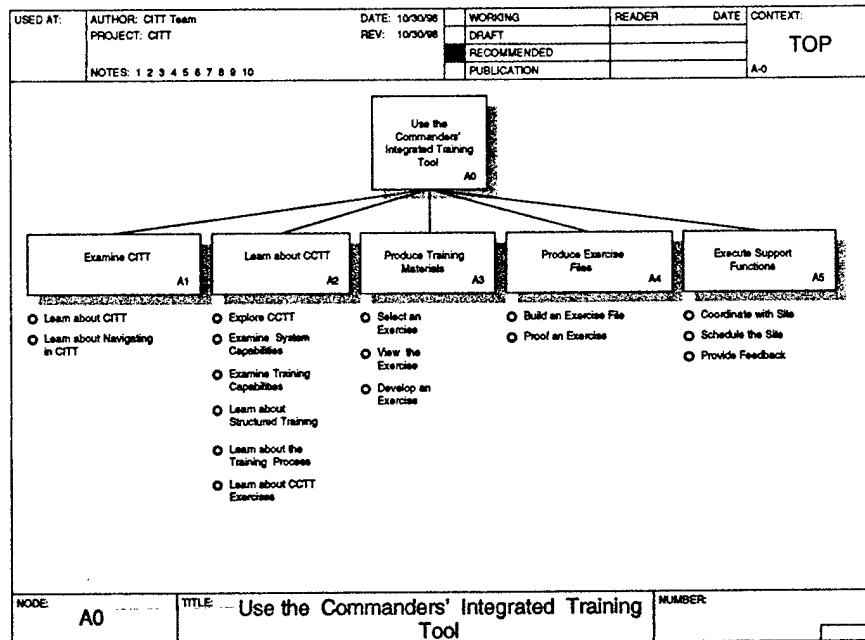 USED AT:
AUTHOR: CITT Team
DATE: 10/30/98
WORKING
READER
DATE
CONTEXT:
PROJECT: CITT
REV: 10/30/98
DRAFT
TOP
RECOMMENDED
NOTES: 1 2 3 4 5 6 7 8 9 10
PUBLICATION
A-0
Use the
Commanders'
Integrated Training
Tool
A0
Examine CITT
A1
Learn about CCTT
A2
Produce Training
Materials
A3
Produce Exercise
Files
A4
Execute Support
Functions
A5
Learn about CITT
Learn about Navigating
in CITT
Explore CCTT
Examine System
Capabilities
Examine Training
Capabilities
Learn about
Structured Training
Learn about the
Training Process
Learn about CCTT
Exercises
Select an
Exercise
View the
Exercise
Develop an
Exercise
Build an Exercise File
Proof an Exercise
Coordinate with Site
Schedule the Site
Provide Feedback
NODE:
A0
TITLE:
Use the Commanders' Integrated Training
Tool
NUMBER: